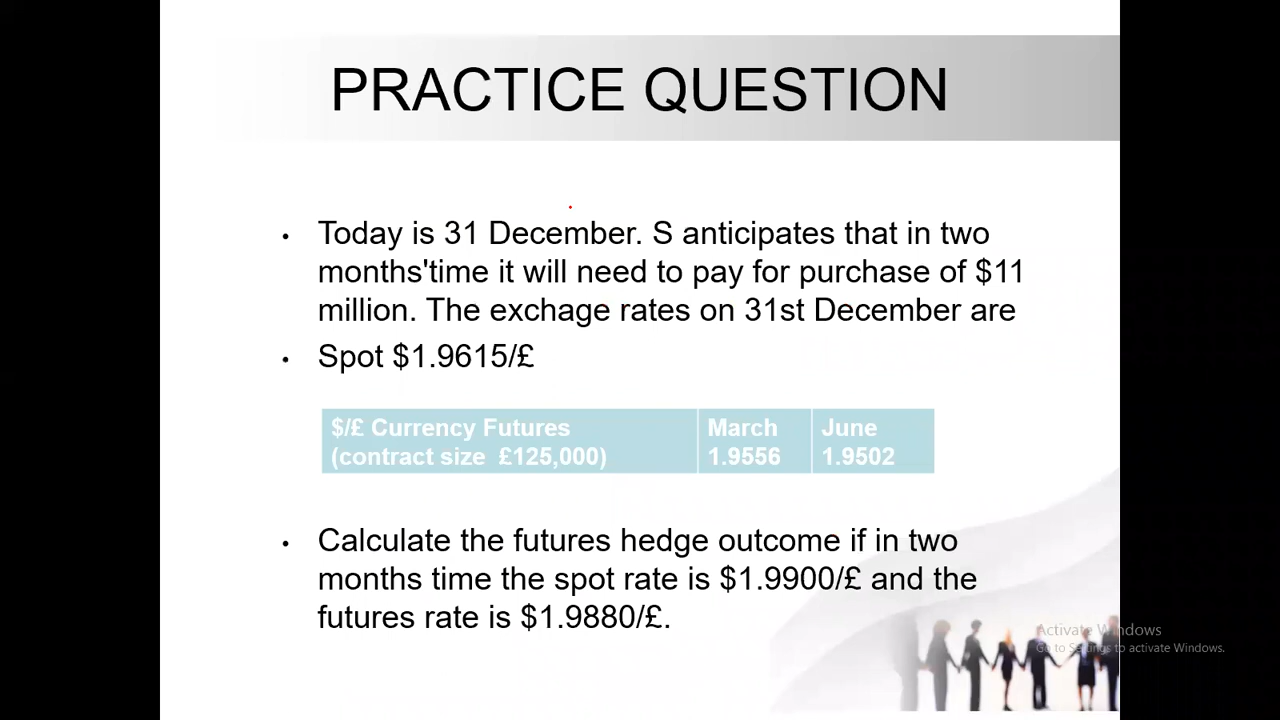 PRACTICE QUESTION
• Today is 31 December. S anticipates that in two
months'time it will need to pay for purchase of $11
million. The exchage rates on 31st December are
• Spot $1.9615/£
$/£ Currency Futures
(contract size £125,000)
March
1.9556
June
1.9502
• Calculate the futures hedge outcome if in two
months time the spot rate is $1.9900/£ and the
futures rate is $1.9880/£.
Activate Windows
Go to Settings to activate Windows.